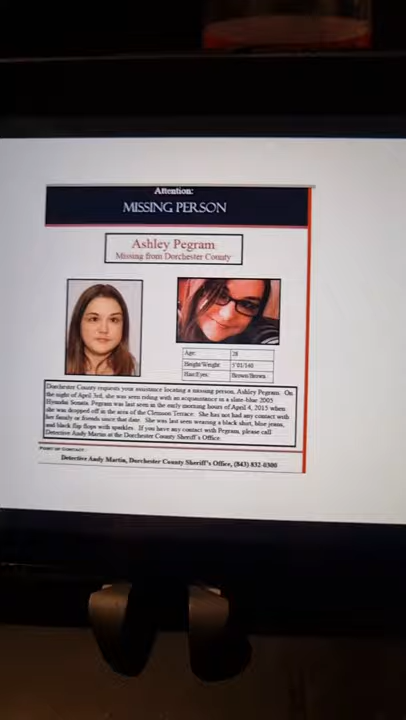 Attention:
MISSING PERSON
Ashley Pegram
Missing from Dorchester County
Age: 28
Height/Weight: 5'01/160
Hair/Eyes: Brown/Brown
Dorchester County requests your assistance locating a missing person, Ashley Pegram. On
the night of April 3rd, she was seen riding with an acquaintance in a slate-blue 2005
Hyundai Sonata. Pegram was last seen in the early morning hours of April 4, 2015 when
she was dropped off in the area of the Clemson Terrace. She has not had any contact with
her family or friends since that date. She was last seen wearing a black shirt, blue jeans,
and black flip flops with sparkles. If you have any contact with Pegram, please call
Detective Andy Martin at the Dorchester County Sheriff's Office.
Point of Contact:
Detective Andy Martin, Dorchester County Sheriff's Office, (843) 832-0300